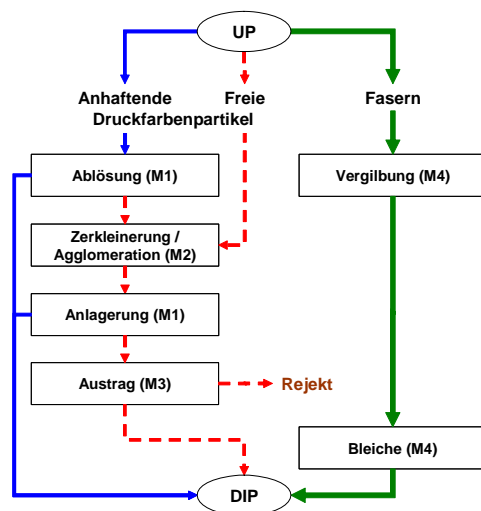 UP
Anhaftende Freie Fasern
Druckfarbenpartikel
Ablösung (M1)
Vergilbung (M4)
Zerkleinerung /
Agglomeration (M2)
Anlagerung (M1)
Austrag (M3)
Rejekt
Bleiche (M4)
DIP